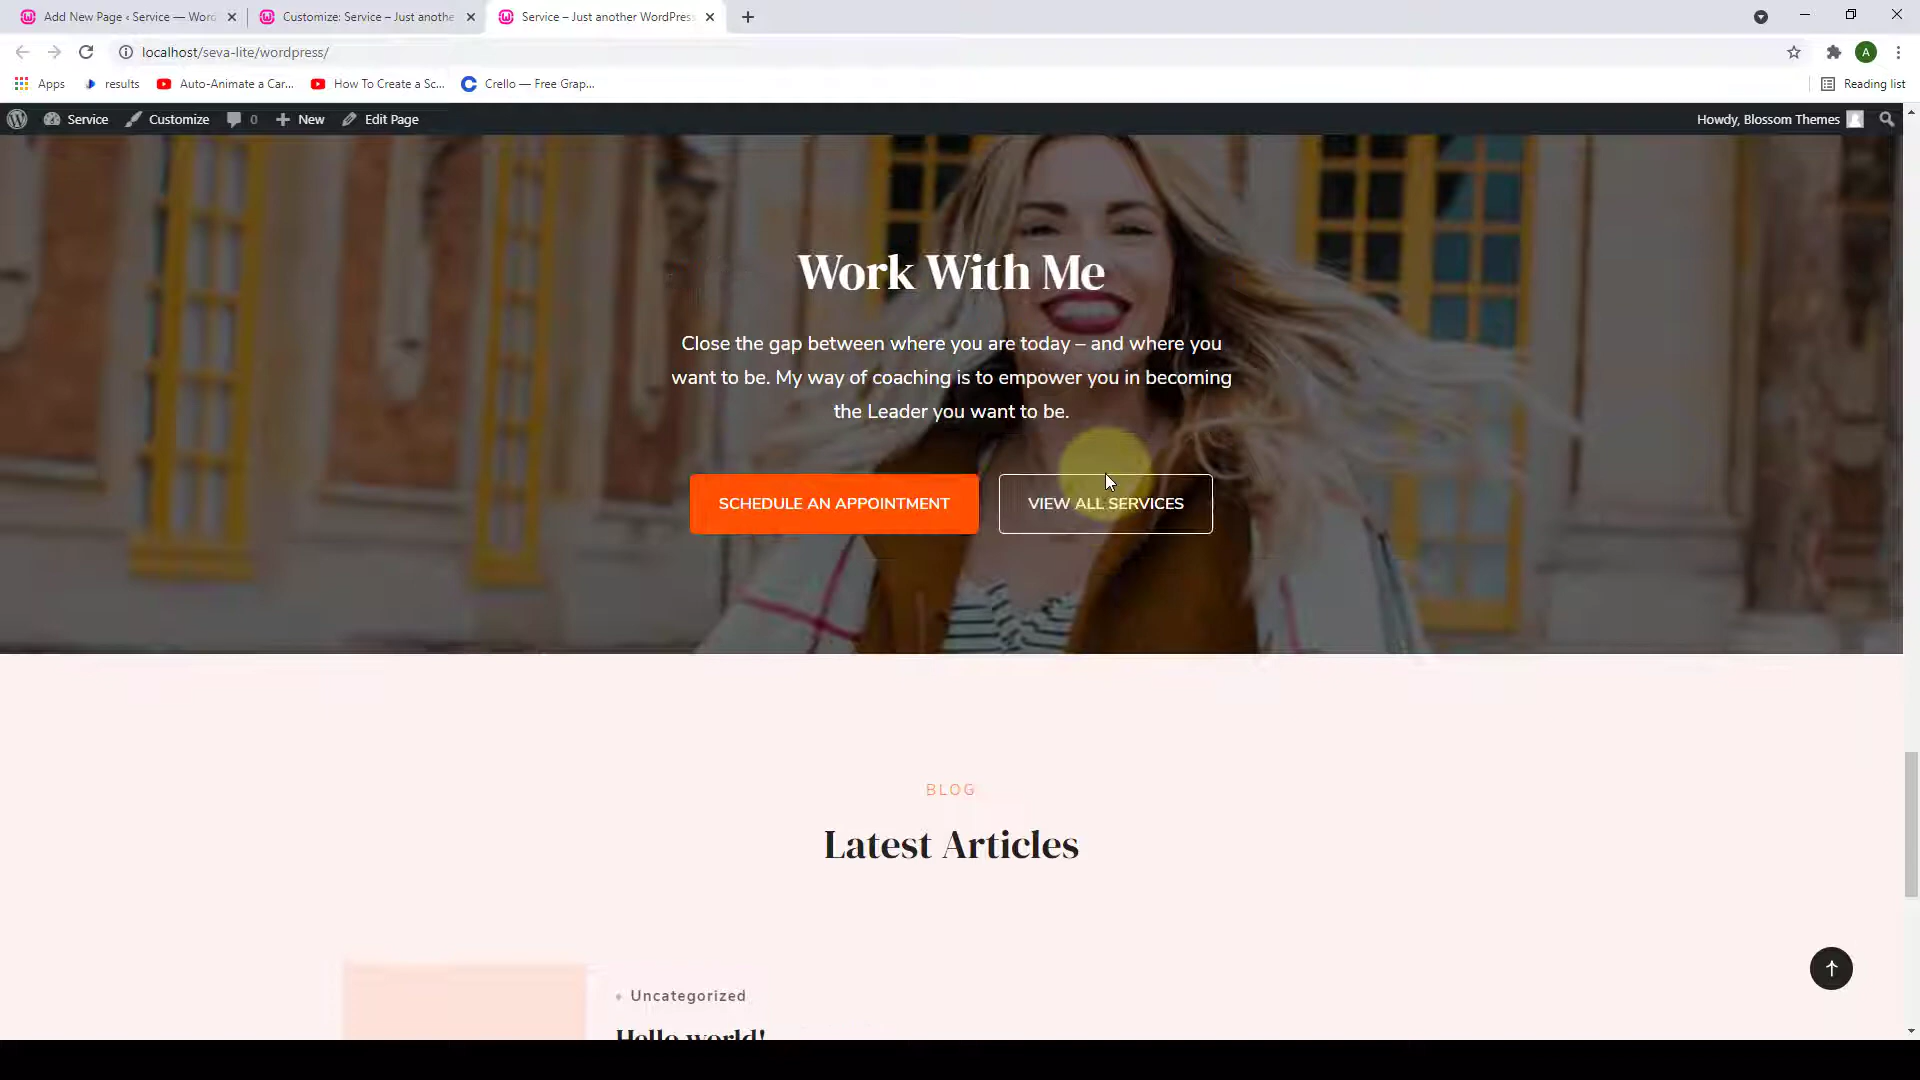 Add New Page ‹ Service — Wor
Customize: Service – Just anothe
Service – Just another WordPres
localhost/seva-lite/wordpress/
A
Apps
results
Auto-Animate a Car...
How To Create a Sc...
Crello — Free Grap...
Reading list
Service
Customize
0
New
Edit Page
Howdy, Blossom Themes
Work With Me
Close the gap between where you are today – and where you
want to be. My way of coaching is to empower you in becoming
the Leader you want to be.
SCHEDULE AN APPOINTMENT
VIEW ALL SERVICES
BLOG
Latest Articles
Uncategorized
Hello world!